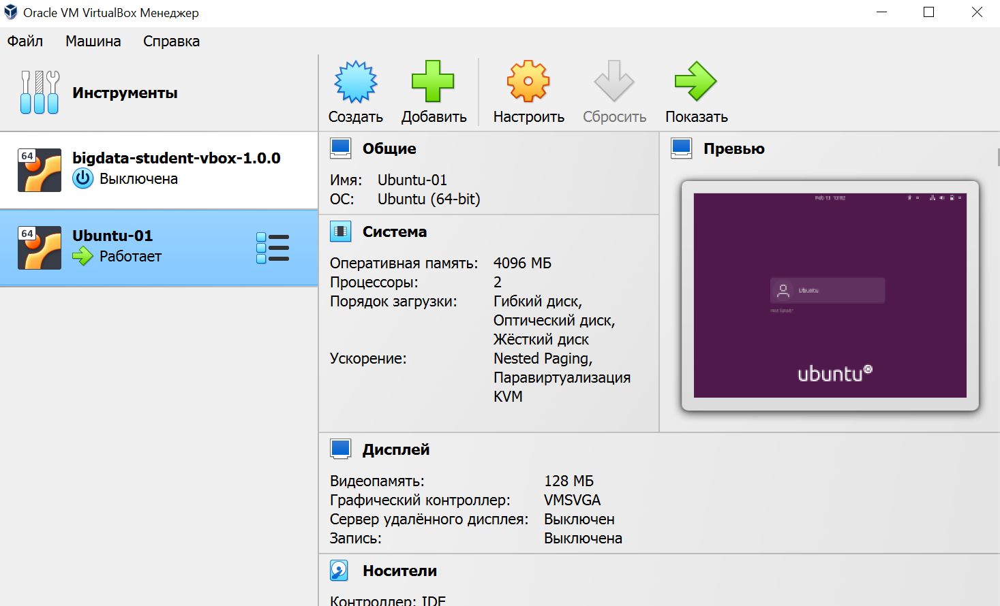 Oracle VM VirtualBox Менеджер
Файл Машина Справка
Инструменты
Создать Добавить Настроить Сбросить Показать
64
bigdata-student-vbox-1.0.0
Выключена
64
Ubuntu-01
Работает
Общие
Имя: Ubuntu-01
ОС: Ubuntu (64-bit)
Система
Оперативная память: 4096 МБ
Процессоры: 2
Порядок загрузки: Гибкий диск,
Оптический диск,
Жёсткий диск
Ускорение: Nested Paging,
Паравиртуализация
KVM
Превью
Ubuntu
ubuntu
Дисплей
Видеопамять: 128 МБ
Графический контроллер: VMSVGA
Сервер удалённого дисплея: Выключен
Запись: Выключена
Носители
Контроллер: IDE